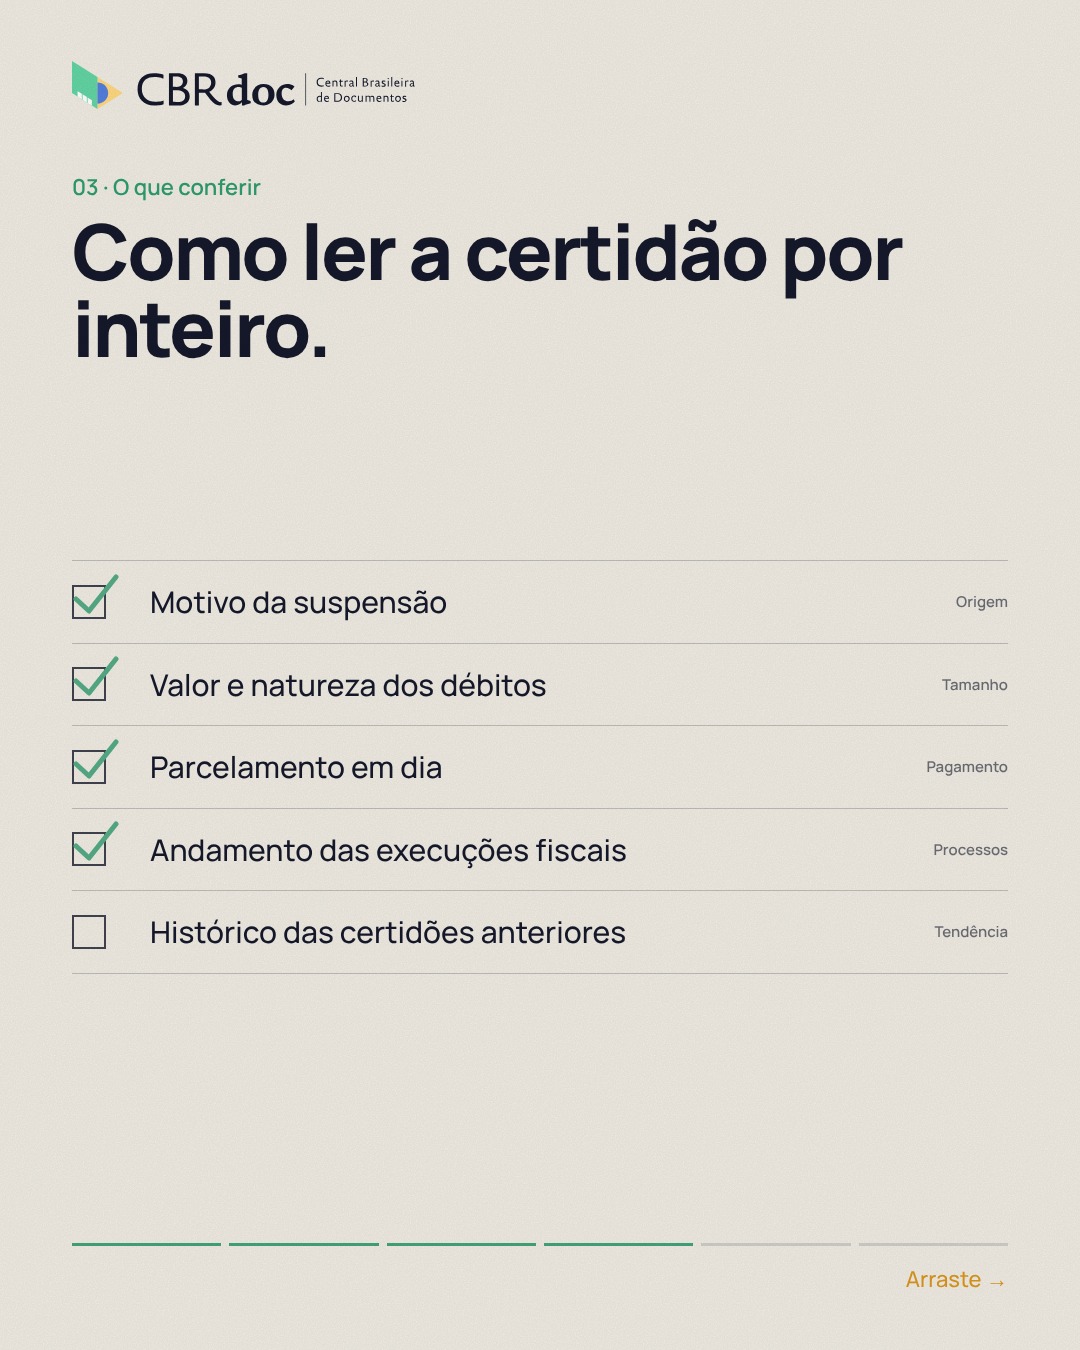 CBRdoc
Central Brasileira
de Documentos
03 · O que conferir
Como ler a certidão por
inteiro.
Motivo da suspensão Origem
Valor e natureza dos débitos Tamanho
Parcelamento em dia Pagamento
Andamento das execuções fiscais Processos
Histórico das certidões anteriores Tendência
Arraste →